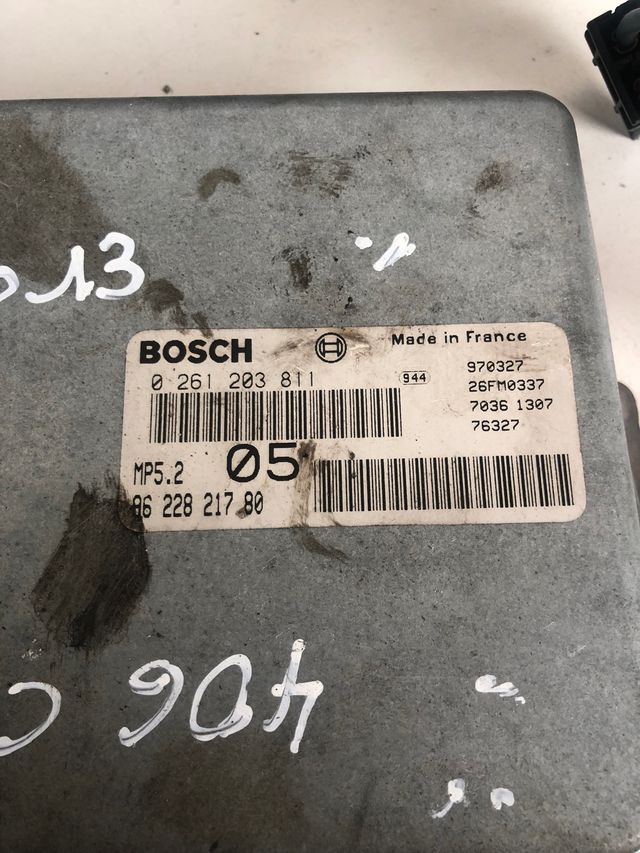 BOSCH Made in France
0 261 203 811 944 970327
26FM0337
7036 1307
76327
MP5.2 05
96 228 217 80
406 C